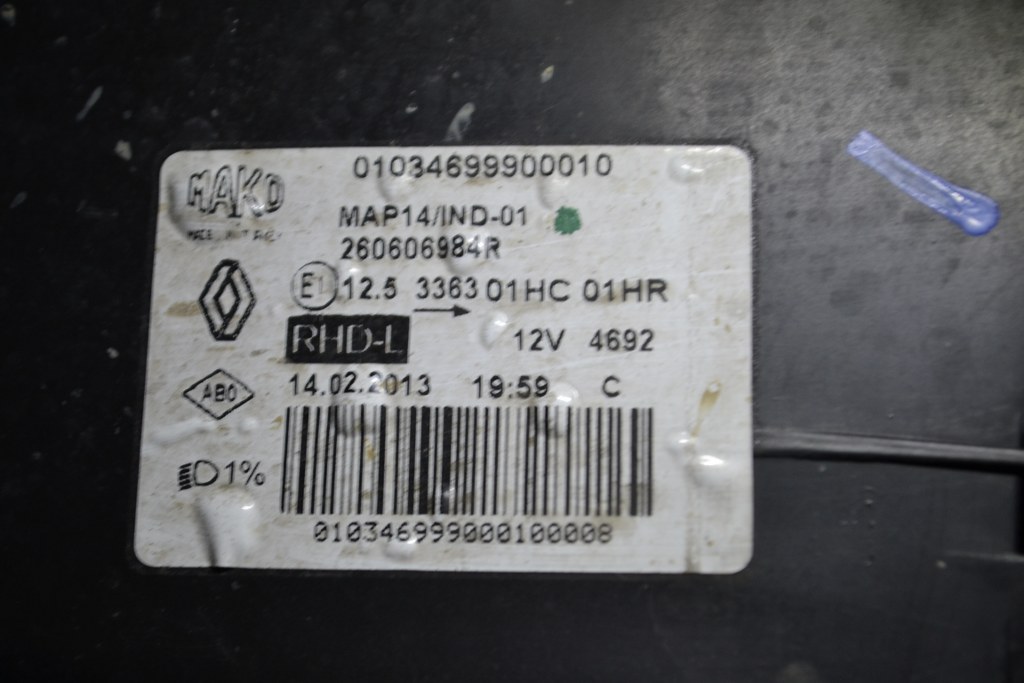 MAKO
01034699900010
MAP14/IND-01
260606984R
E1 12.5 3363 01HC 01HR
RHD-L
12V 4692
14.02.2013 19:59 C
ABO
1%
010346999000100008